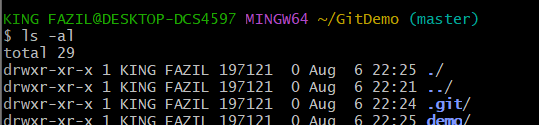 KING FAZIL@DESKTOP-DCS4597 MINGW64 ~/GitDemo (master)
$ ls -al
total 29
drwxr-xr-x 1 KING FAZIL 197121  0 Aug  6 22:25 ./
drwxr-xr-x 1 KING FAZIL 197121  0 Aug  6 22:21 ../
drwxr-xr-x 1 KING FAZIL 197121  0 Aug  6 22:24 .git/
drwxr-xr-x 1 KING FAZIL 197121  0 Aug  6 22:25 demo/